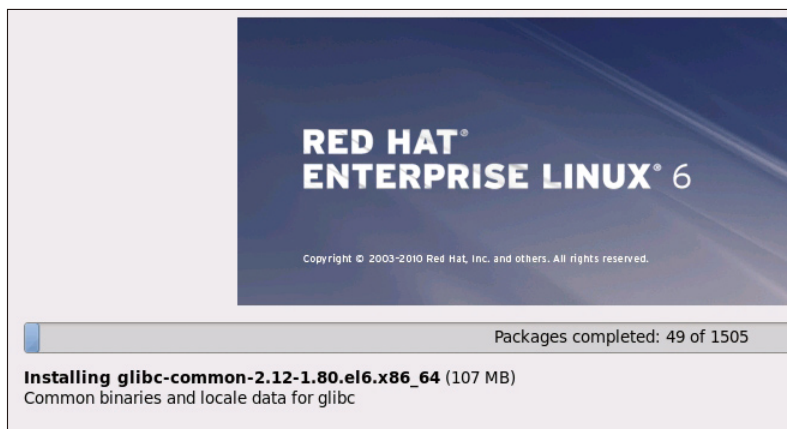 RED HAT®
ENTERPRISE LINUX® 6
Copyright © 2003-2010 Red Hat, Inc. and others. All rights reserved.
Packages completed: 49 of 1505
Installing glibc-common-2.12-1.80.el6.x86_64 (107 MB)
Common binaries and locale data for glibc